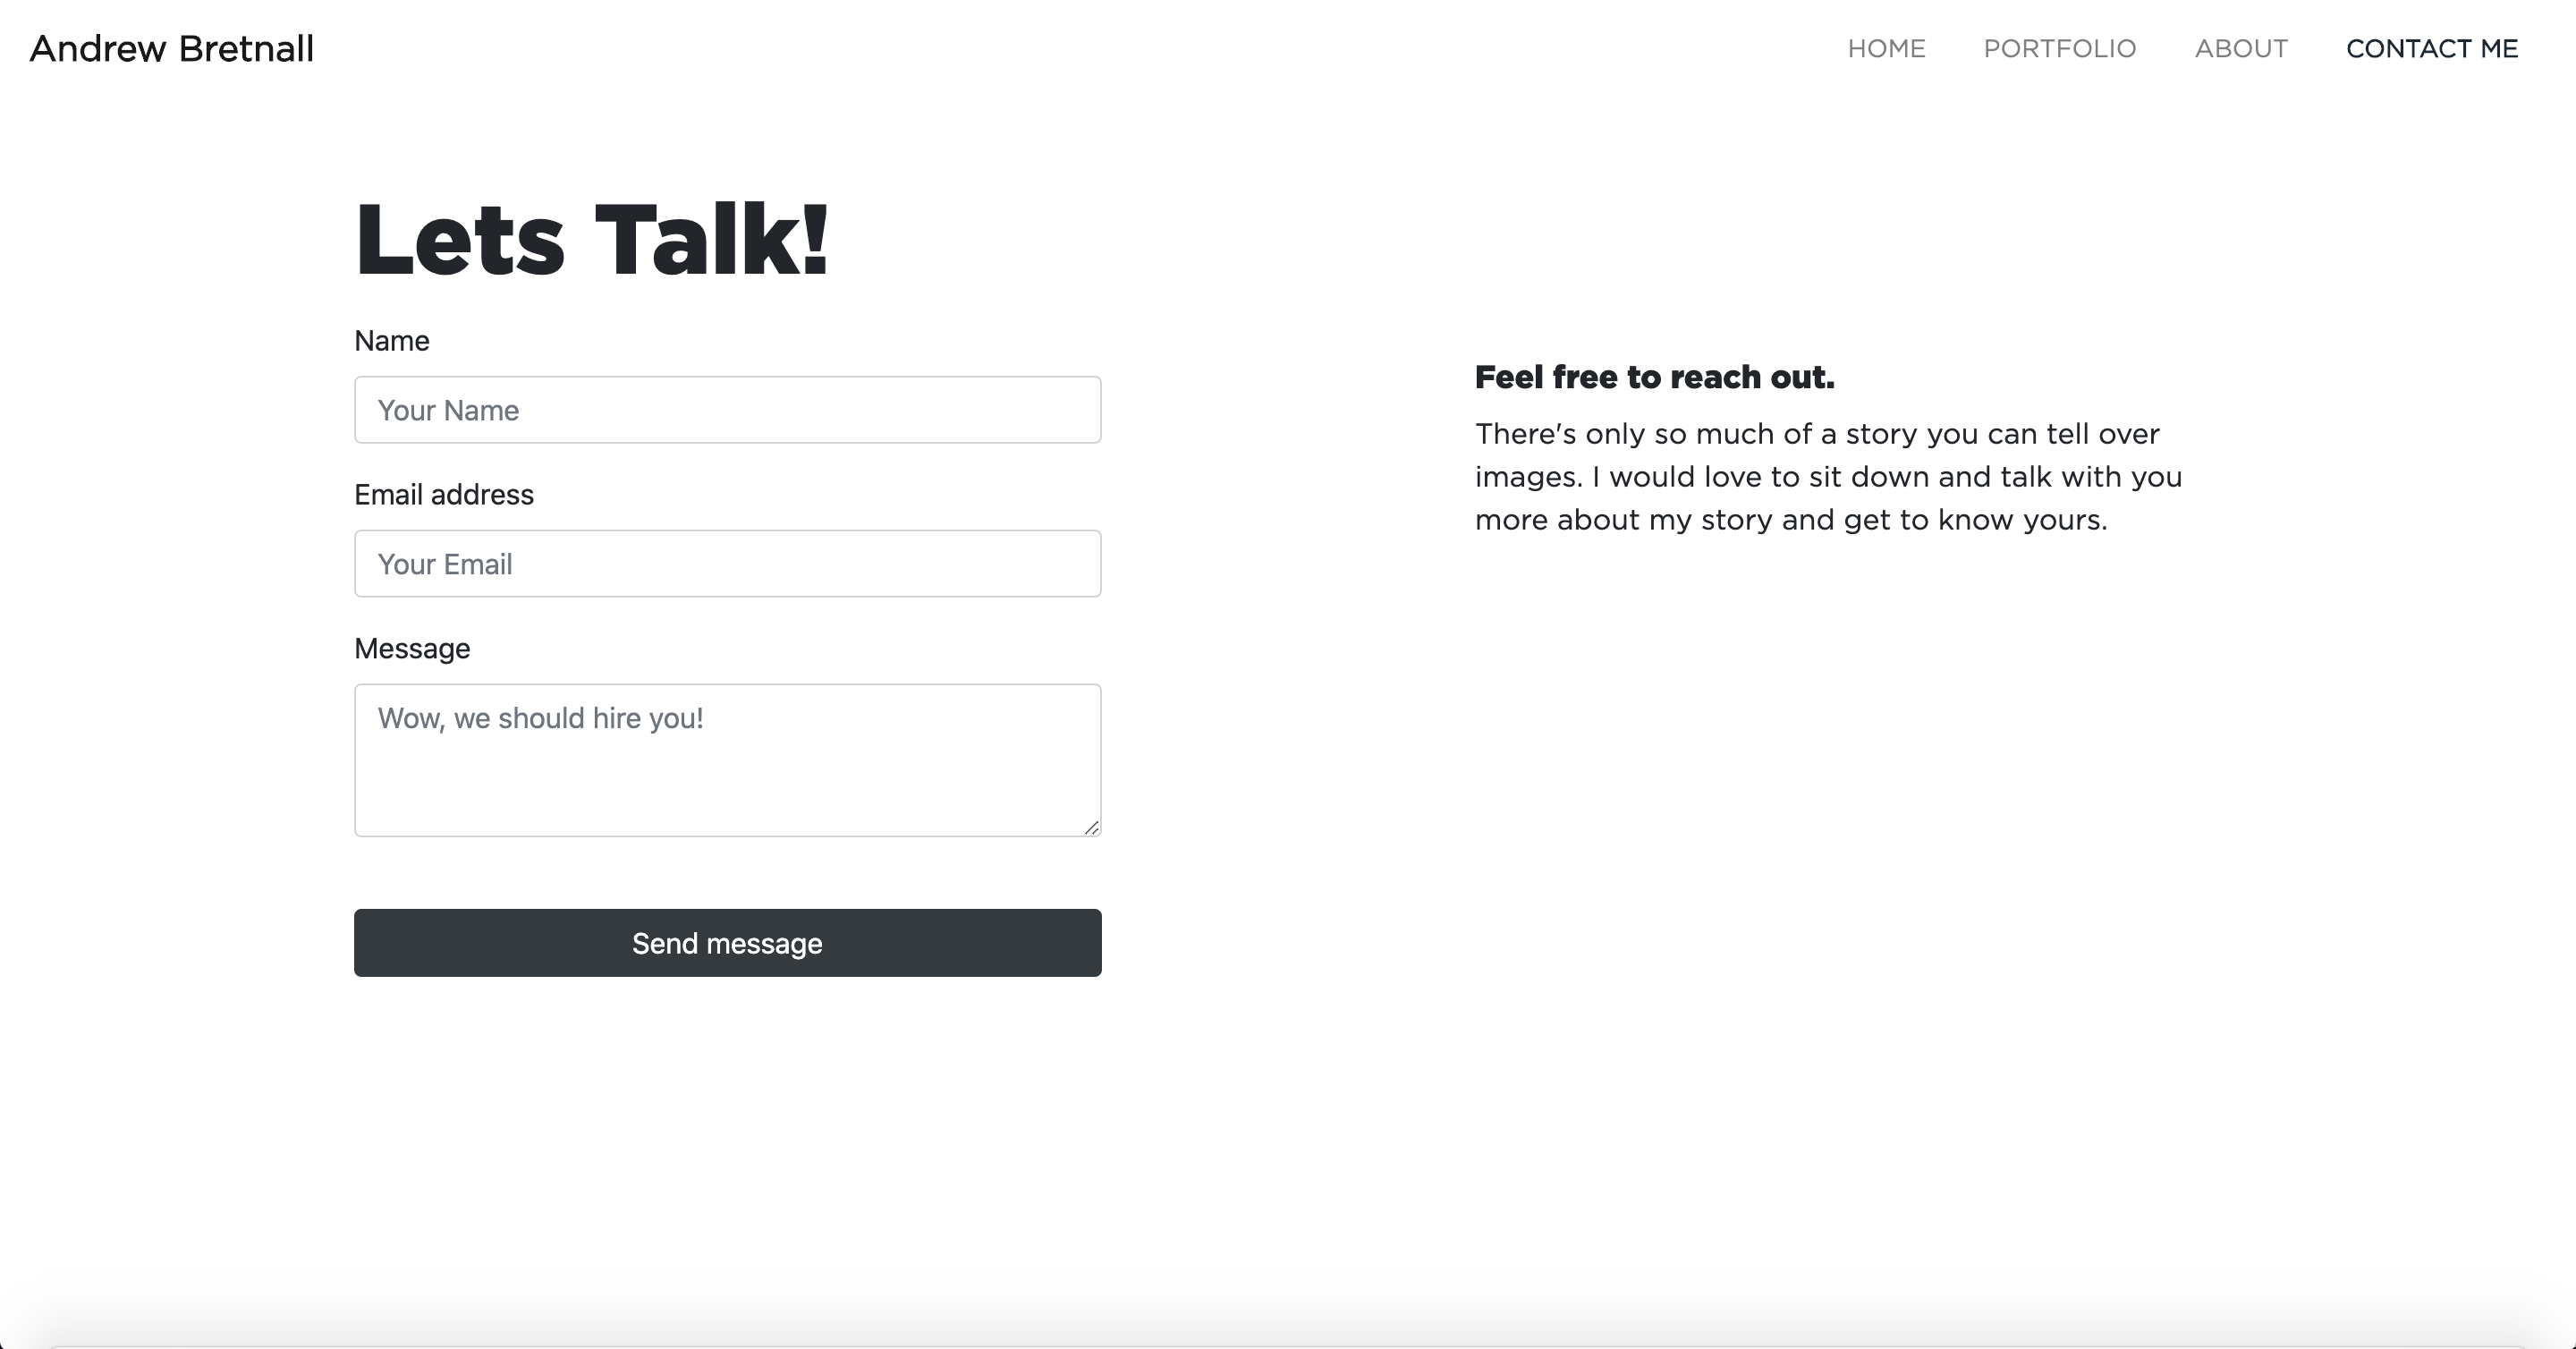 Andrew Bretnall
HOME PORTFOLIO ABOUT CONTACT ME
Lets Talk!
Name
Your Name
Email address
Your Email
Message
Wow, we should hire you!
Send message
Feel free to reach out.
There's only so much of a story you can tell over
images. I would love to sit down and talk with you
more about my story and get to know yours.